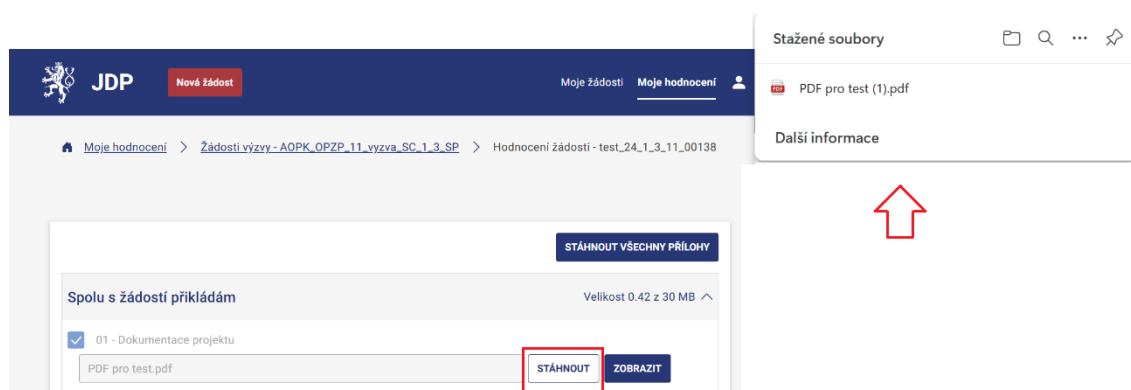 Stažené soubory
PDF pro test (1).pdf
Další informace
JDP
Nová žádost
Moje žádosti
Moje hodnocení
Moje hodnocení > Žádosti výzvy - AOPK_OPZP_11_vyzva_SC_1_3_SP > Hodnocení žádosti - test_24_1_3_11_00138
STÁHNOUT VŠECHNY PŘÍLOHY
Spolu s žádostí přikládám
Velikost 0.42 z 30 MB
01 - Dokumentace projektu
PDF pro test.pdf
STÁHNOUT
ZOBRAZIT